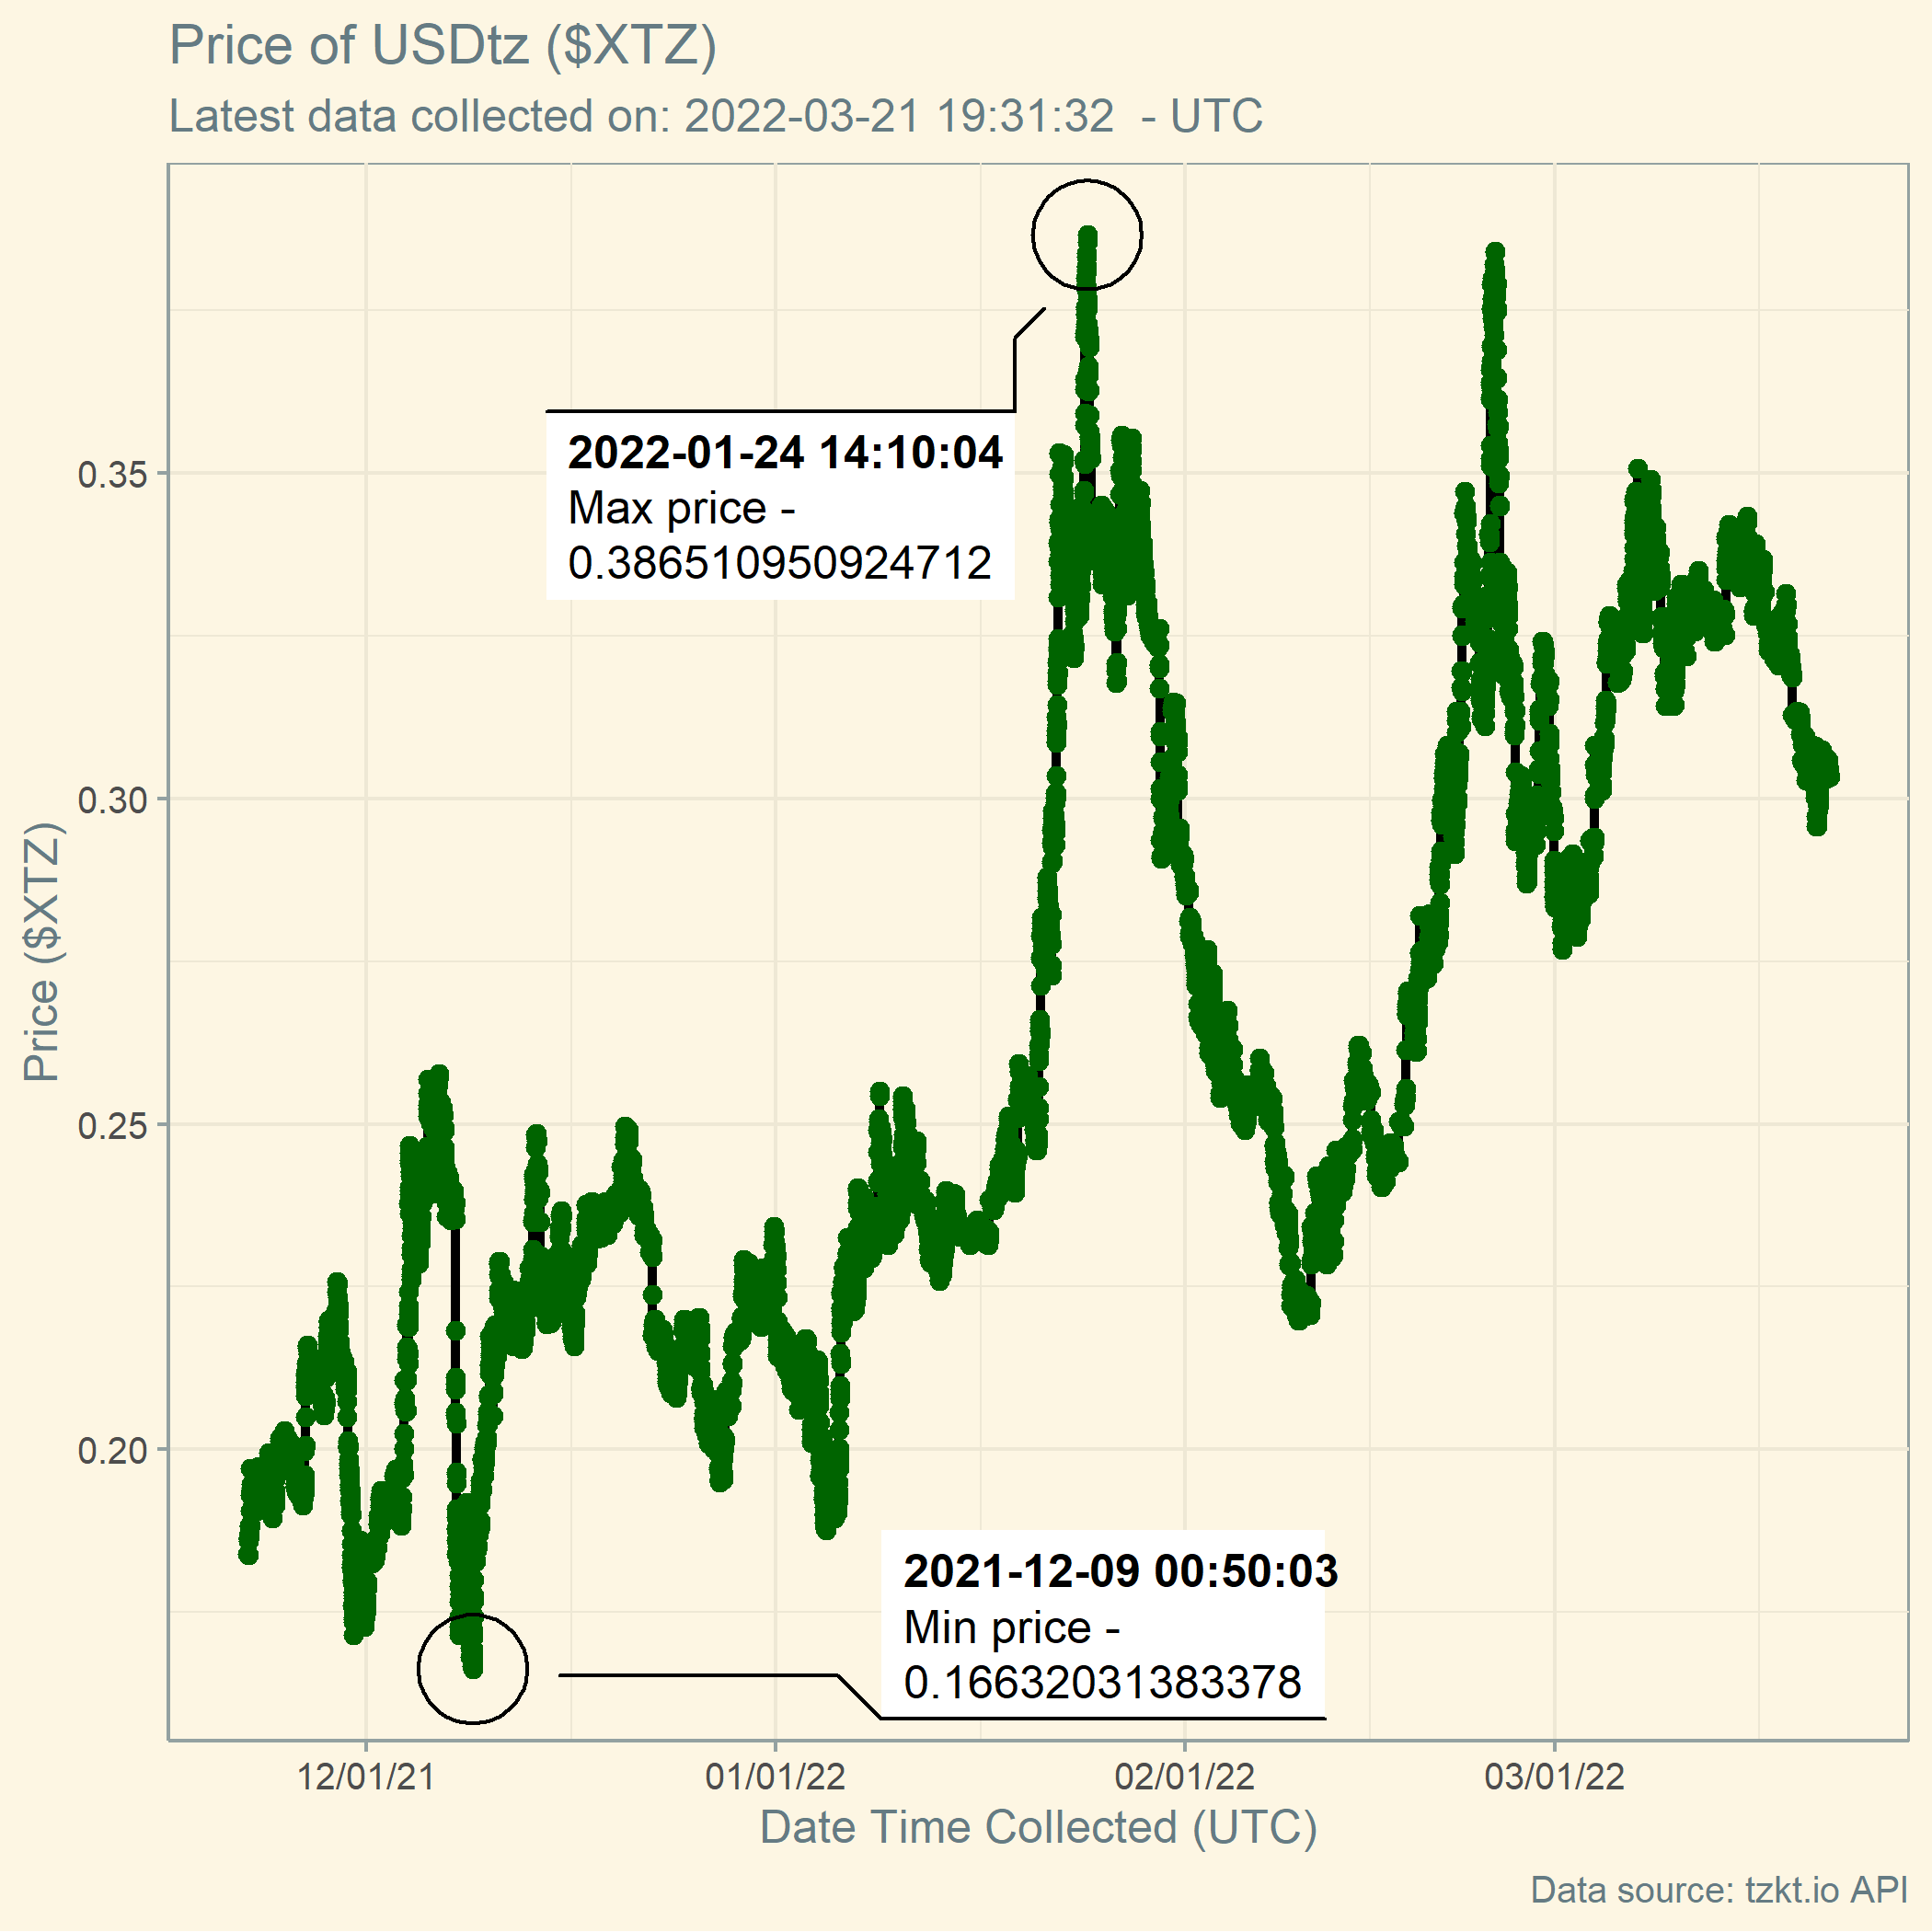 Price of USDtz ($XTZ)
Latest data collected on: 2022-03-21 19:31:32  - UTC
Price ($XTZ)
0.35
0.30
0.25
0.20
2022-01-24 14:10:04
Max price -
0.386510950924712
2021-12-09 00:50:03
Min price -
0.16632031383378
12/01/21
01/01/22
02/01/22
03/01/22
Date Time Collected (UTC)
Data source: tzkt.io API